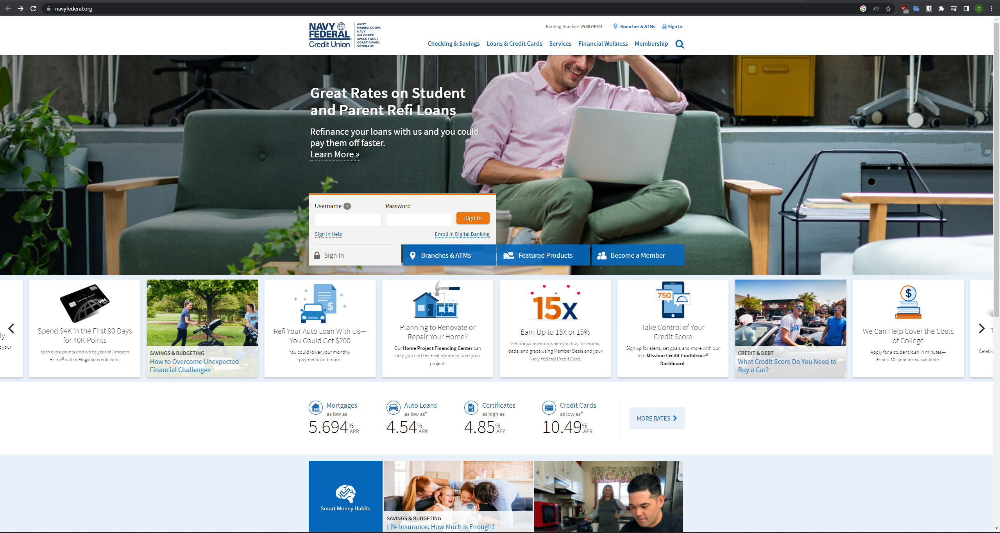 navyfederal.org
17
D
NAVY
FEDERAL
Credit Union
ARMY
MARINE CORPS
NAVY
AIR FORCE
SPACE FORCE
COAST GUARD
VETERANS
Routing Number: 256074974
Branches & ATMs
Sign In
Checking & Savings
Loans & Credit Cards
Services
Financial Wellness
Membership
Great Rates on Student
and Parent Refi Loans
Refinance your loans with us and you could
pay them off faster.
Learn More »
Username ?
Password
Sign In
Sign In Help
Enroll in Digital Banking
Sign In
Branches & ATMs
Featured Products
Become a Member
ly
t your
FLAGSHIP
VISA
Spend $4K in the First 90 Days
for 40K Points
Earn extra points and a free year of Amazon
Prime® with a Flagship credit card.
SAVINGS & BUDGETING
How to Overcome Unexpected
Financial Challenges
$
Refi Your Auto Loan With Us—
You Could Get $200
You could lower your monthly
payments and more.
Planning to Renovate or
Repair Your Home?
Our Home Project Financing Center can
help you find the best option to fund your
project.
15x
Earn Up to 15X or 15%
Get bonus rewards when you buy for moms,
dads, and grads using Member Deals and your
Navy Federal Credit Card.
750
Take Control of Your
Credit Score
Sign up for alerts, set goals and more with our
free Mission: Credit Confidence®
Dashboard.
CREDIT & DEBT
What Credit Score Do You Need to
Buy a Car?
$
We Can Help Cover the Costs
of College
Apply for a student loan in minutes—
5- and 10- year terms available.
T
Celebra
Mortgages
as low as
5.694% APR
Auto Loans
as low as+
4.54% APR
Certificates
as high as
4.85% APY
Credit Cards
as low as+
10.49% APR
MORE RATES
Smart Money Habits
SAVINGS & BUDGETING
Life Insurance: How Much Is Enough?